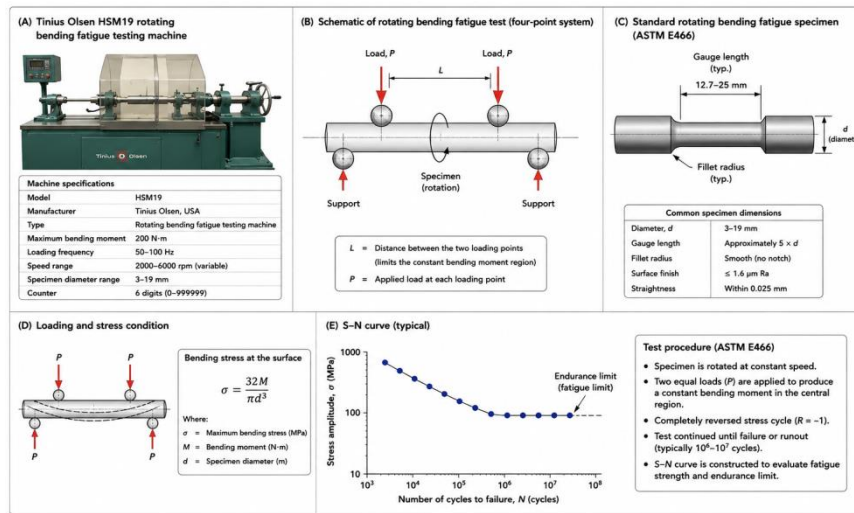 (A) Tinius Olsen HSM19 rotating
bending fatigue testing machine
Tinius Olsen
Machine specifications
Model HSM19
Manufacturer Tinius Olsen, USA
Type Rotating bending fatigue testing machine
Maximum bending moment 200 N·m
Loading frequency 50–100 Hz
Speed range 2000–6000 rpm (variable)
Specimen diameter range 3–19 mm
Counter 6 digits (0–999999)
(B) Schematic of rotating bending fatigue test (four-point system)
Load, P Load, P
L
Specimen
(rotation)
Support Support
L = Distance between the two loading points
(limits the constant bending moment region)
P = Applied load at each loading point
(C) Standard rotating bending fatigue specimen
(ASTM E466)
Gauge length
(typ.)
12.7–25 mm
d
(diamet
Fillet radius
(typ.)
Common specimen dimensions
Diameter, d 3–19 mm
Gauge length Approximately 5 × d
Fillet radius Smooth (no notch)
Surface finish ≤ 1.6 μm Ra
Straightness Within 0.025 mm
(D) Loading and stress condition
P P
P P
Bending stress at the surface
σ = 32M / πd³
Where:
σ = Maximum bending stress (MPa)
M = Bending moment (N·m)
d = Specimen diameter (m)
(E) S–N curve (typical)
Stress amplitude, σ (MPa)
1000
100
10
Endurance limit
(fatigue limit)
10³ 10⁴ 10⁵ 10⁶ 10⁷ 10⁸
Number of cycles to failure, N (cycles)
Test procedure (ASTM E466)
• Specimen is rotated at constant speed.
• Two equal loads (P) are applied to produce
a constant bending moment in the central
region.
• Completely reversed stress cycle (R = −1).
• Test continued until failure or runout
(typically 10⁶–10⁷ cycles).
• S–N curve is constructed to evaluate fatigue
strength and endurance limit.